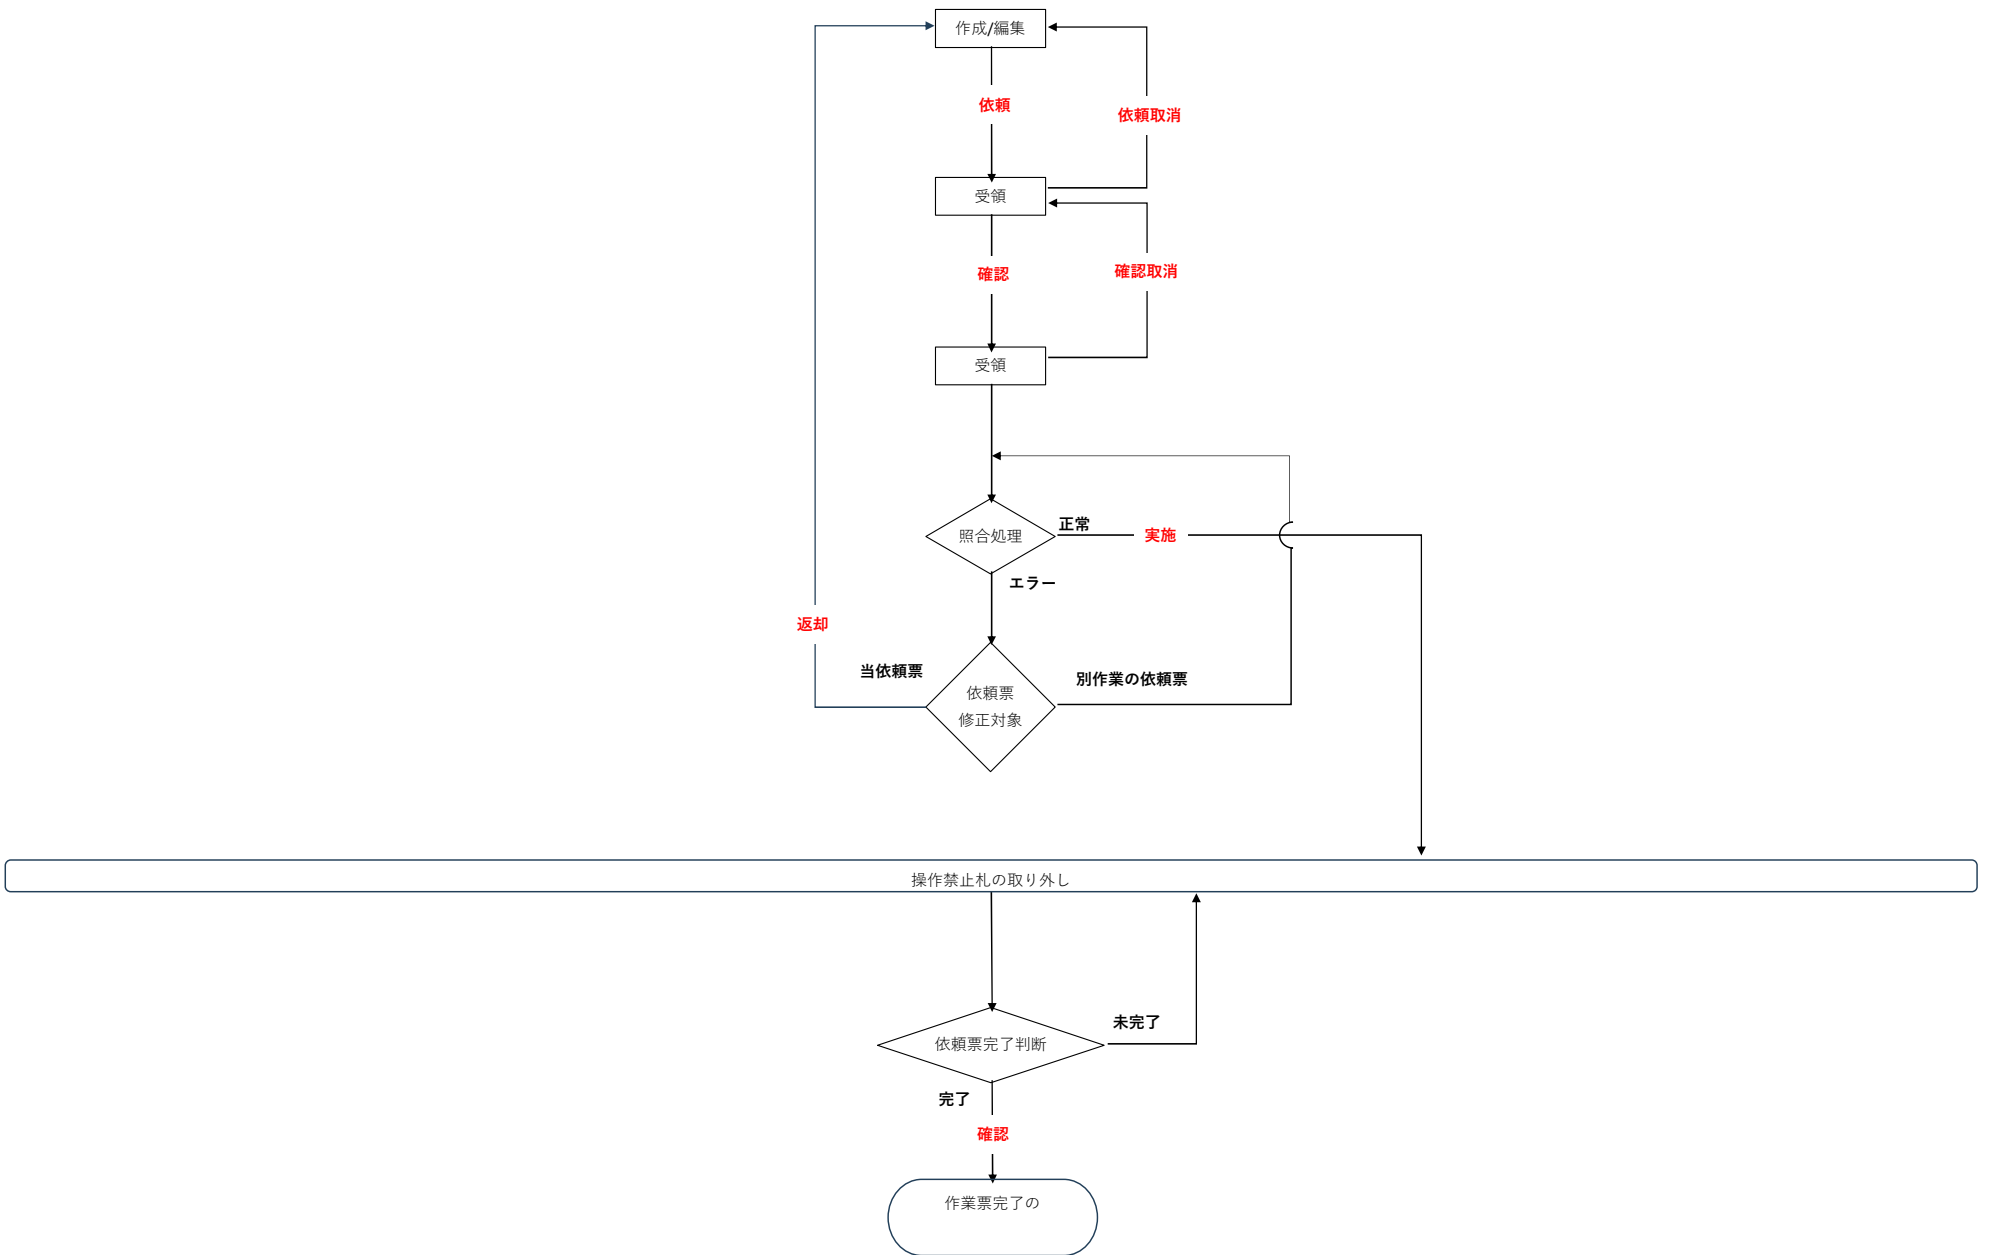 作成/編集
依頼
依頼取消
受領
確認
確認取消
受領
正常
照合処理
実施
エラー
返却
当依頼票
別作業の依頼票
依頼票
修正対象
操作禁止札の取り外し
未完了
依頼票完了判断
完了
確認
作業票完了の